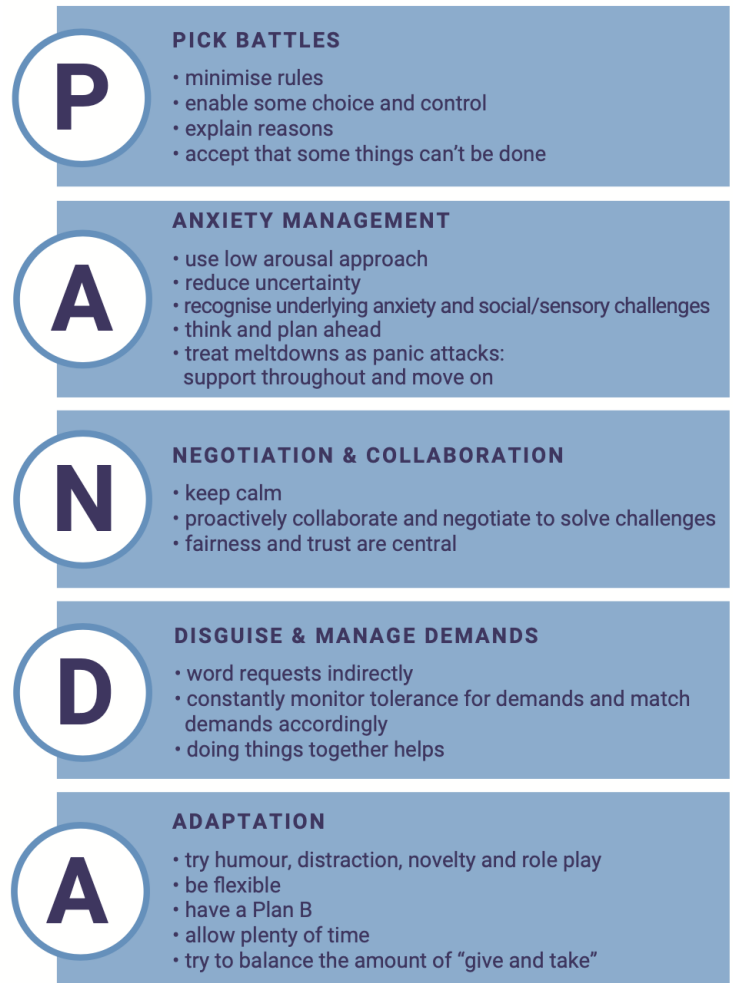 P
PICK BATTLES
• minimise rules
• enable some choice and control
• explain reasons
• accept that some things can't be done
A
ANXIETY MANAGEMENT
• use low arousal approach
• reduce uncertainty
• recognise underlying anxiety and social/sensory challenges
• think and plan ahead
• treat meltdowns as panic attacks:
support throughout and move on
N
NEGOTIATION & COLLABORATION
• keep calm
• proactively collaborate and negotiate to solve challenges
• fairness and trust are central
D
DISGUISE & MANAGE DEMANDS
• word requests indirectly
• constantly monitor tolerance for demands and match
demands accordingly
• doing things together helps
A
ADAPTATION
• try humour, distraction, novelty and role play
• be flexible
• have a Plan B
• allow plenty of time
• try to balance the amount of “give and take”